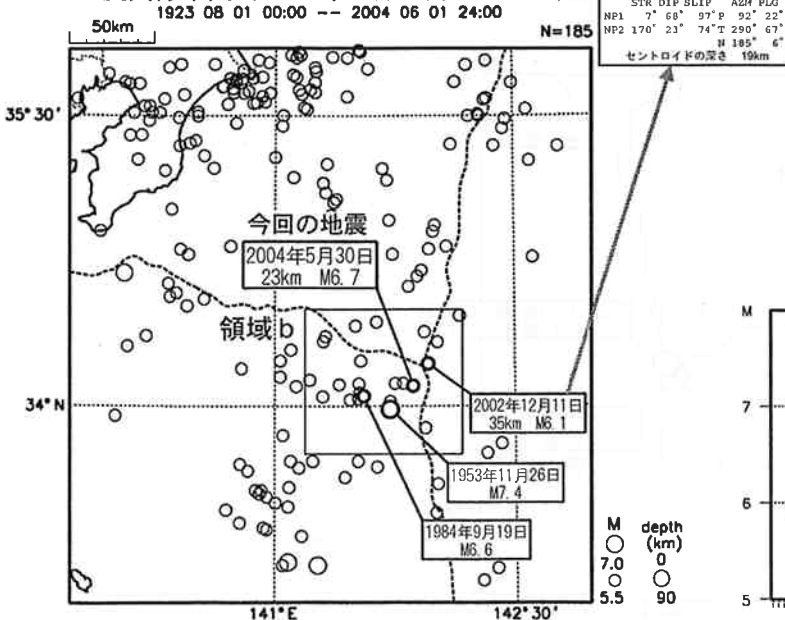 1923 08 01 00:00 -- 2004 06 01 24:00
50km
N=185
STR DIP SLIP AZM PLG
NP1 7° 68° 97° P 92° 22°
NP2 170° 23° 74° T 290° 67°
N 185° 6°
セントロイドの深さ 19km
35° 30'
今回の地震
2004年5月30日
23km M6.7
領域b
34° N
2002年12月11日
35km M6.1
1953年11月26日
M7.4
1984年9月19日
M6.6
141°E
142°30'
M
depth
(km)
7.0
0
5.5
90
M
7
6
5